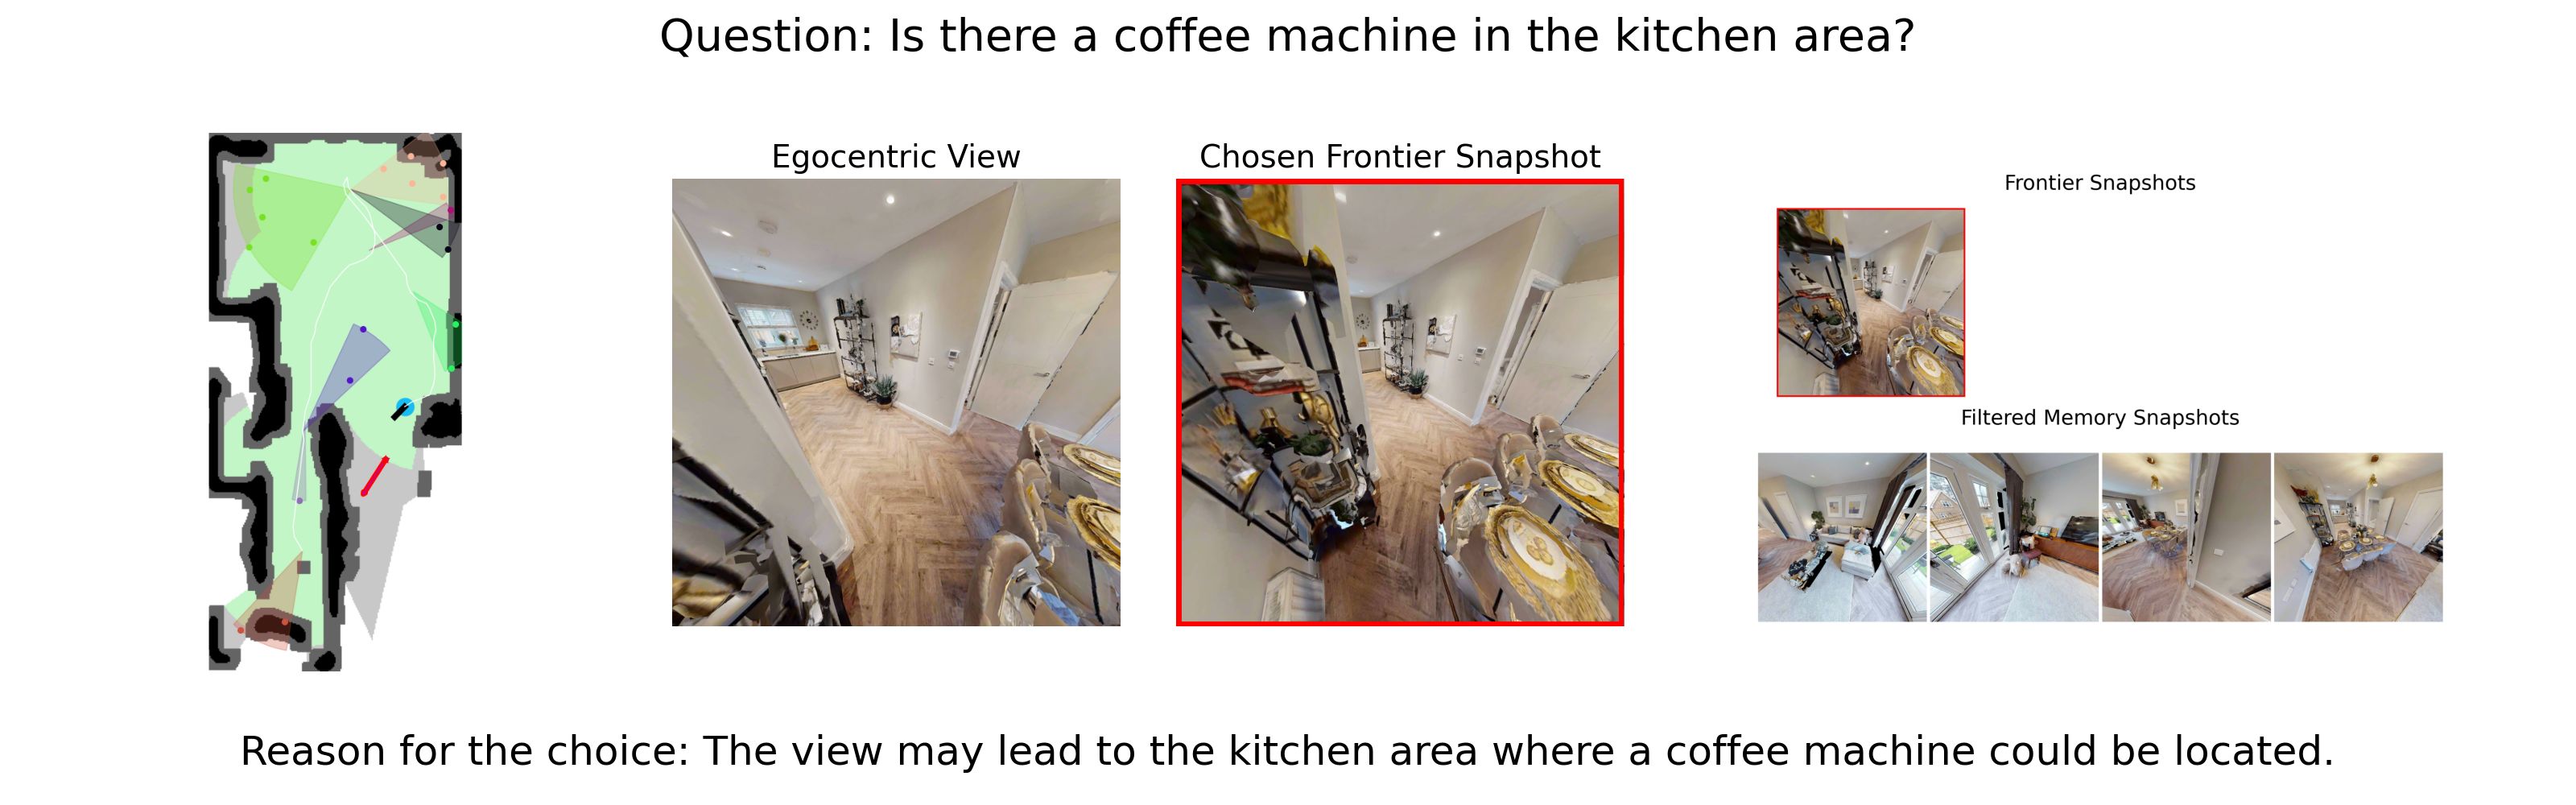 Question: Is there a coffee machine in the kitchen area?
Egocentric View
Chosen Frontier Snapshot
Frontier Snapshots
Filtered Memory Snapshots
Reason for the choice: The view may lead to the kitchen area where a coffee machine could be located.